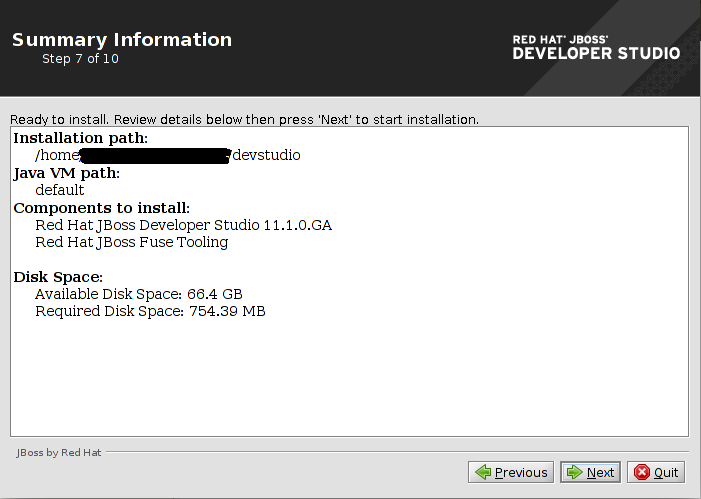 Summary Information
Step 7 of 10
RED HAT® JBOSS®
DEVELOPER STUDIO
Ready to install. Review details below then press 'Next' to start installation.
Installation path:
/home/ /devstudio
Java VM path:
default
Components to install:
Red Hat JBoss Developer Studio 11.1.0.GA
Red Hat JBoss Fuse Tooling
Disk Space:
Available Disk Space: 66.4 GB
Required Disk Space: 754.39 MB
JBoss by Red Hat
Previous
Next
Quit